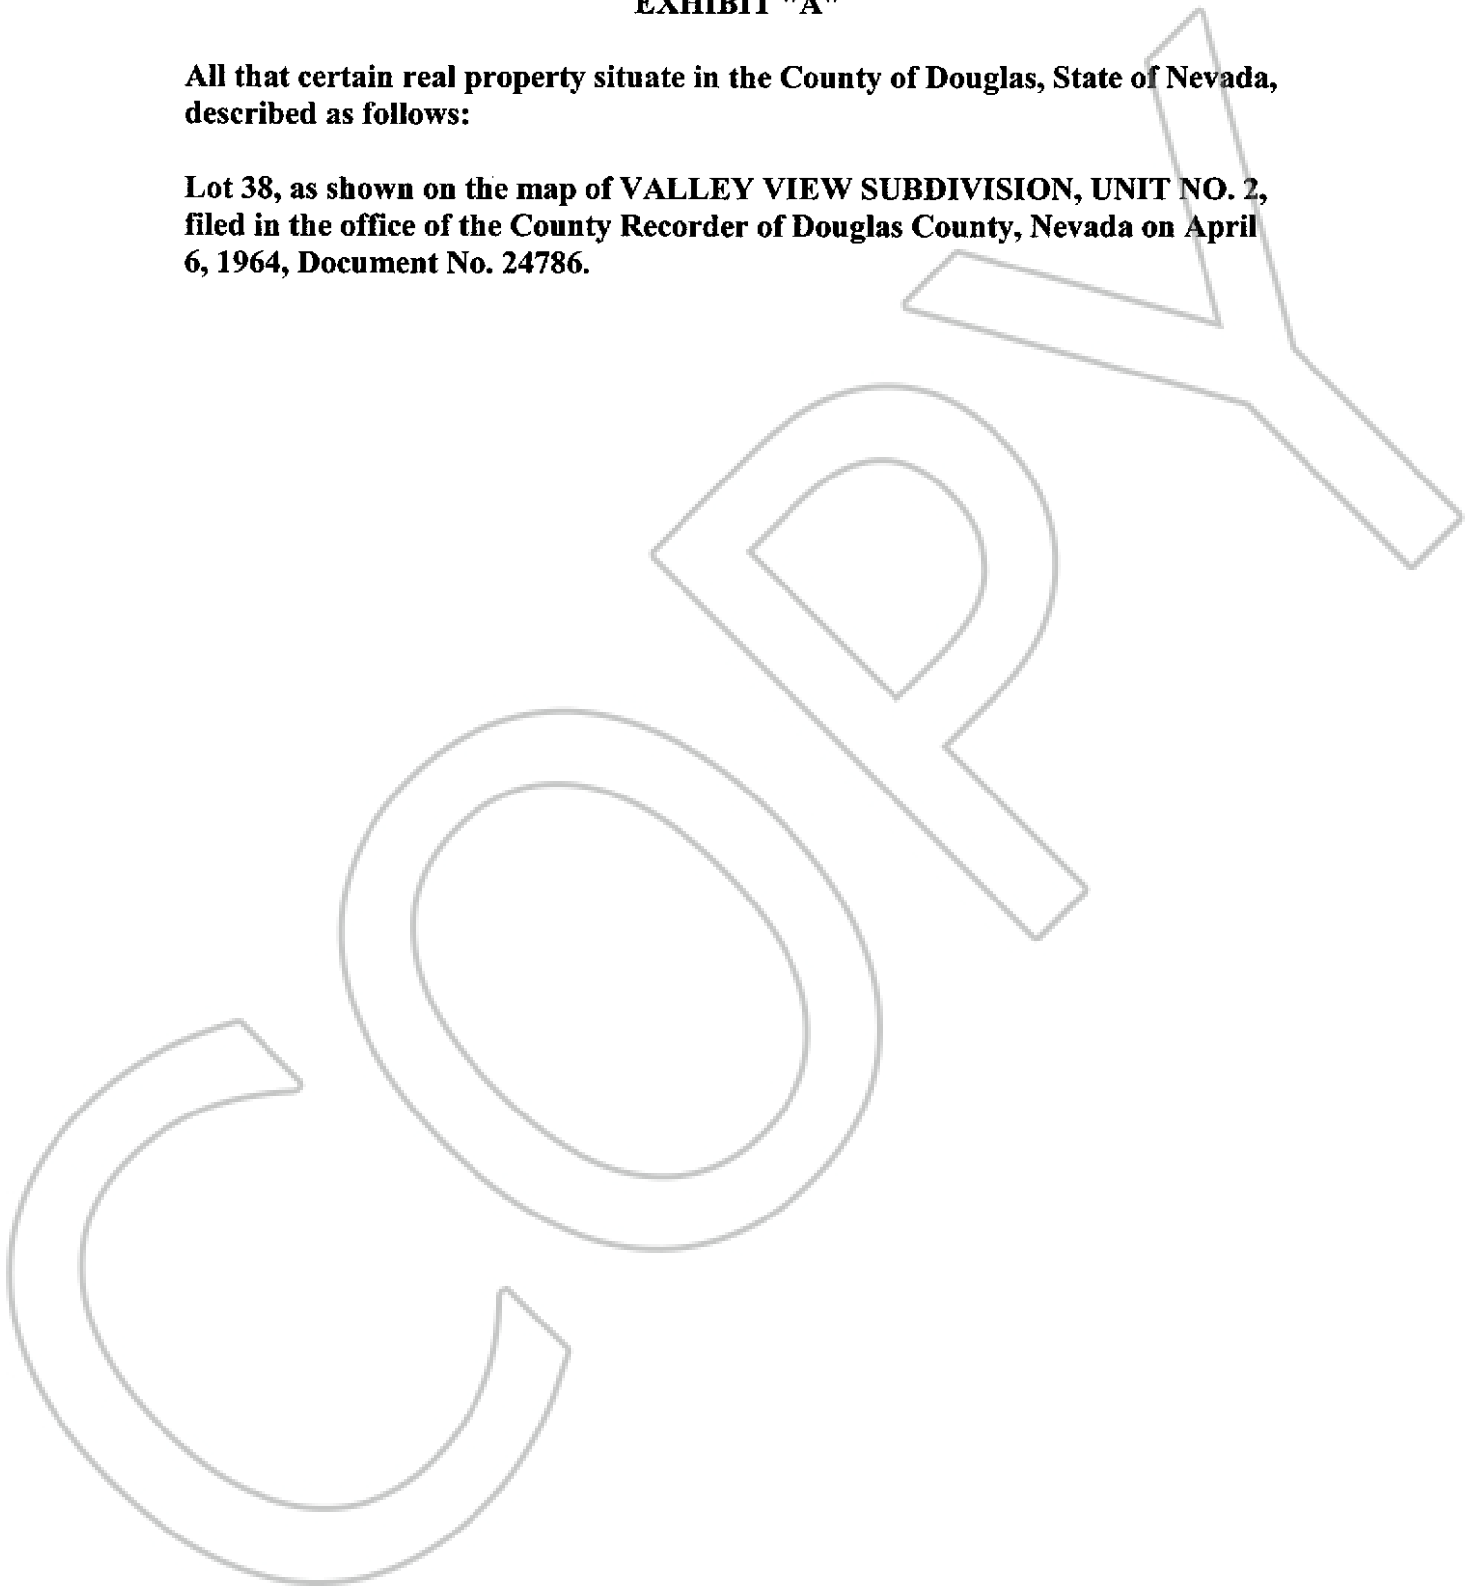 EXHIBIT "A"
All that certain real property situate in the County of Douglas, State of Nevada,
described as follows:
Lot 38, as shown on the map of VALLEY VIEW SUBDIVISION, UNIT NO. 2,
filed in the office of the County Recorder of Douglas County, Nevada on April
6, 1964, Document No. 24786.
COPY